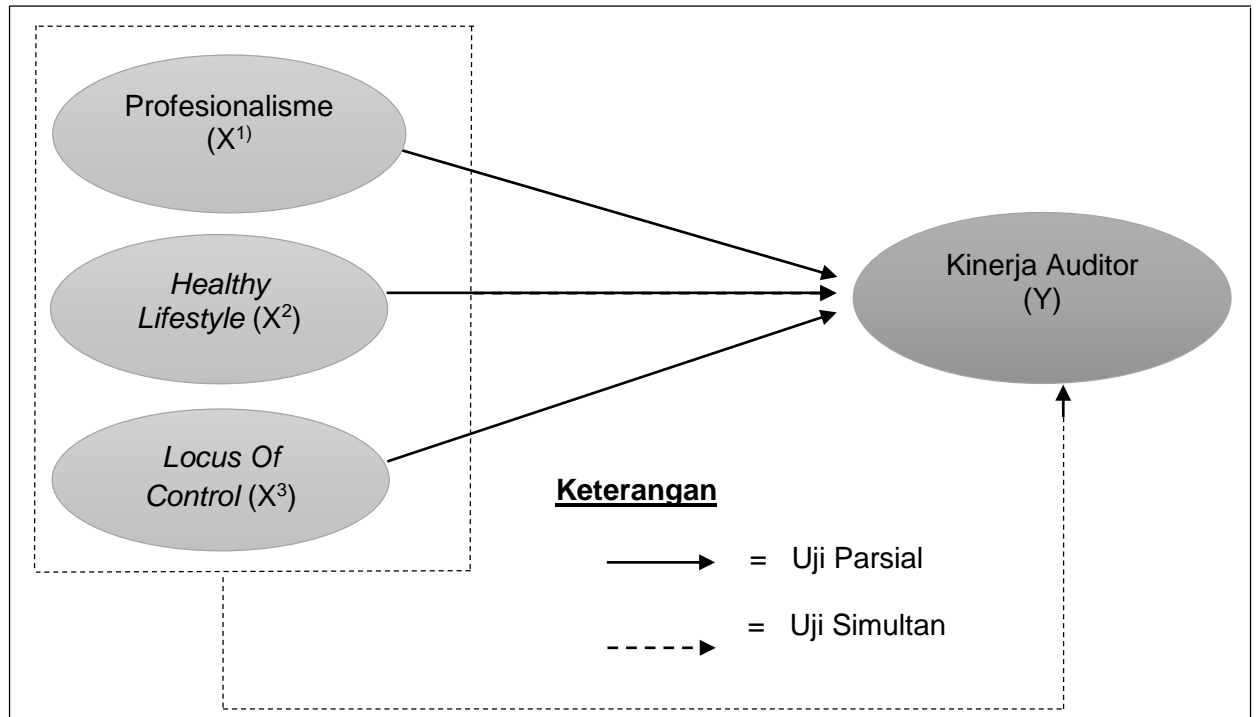 Profesionalisme
(X¹⁾
Healthy
Lifestyle (X²)
Locus Of
Control (X³)
Kinerja Auditor
(Y)
Keterangan
= Uji Parsial
= Uji Simultan